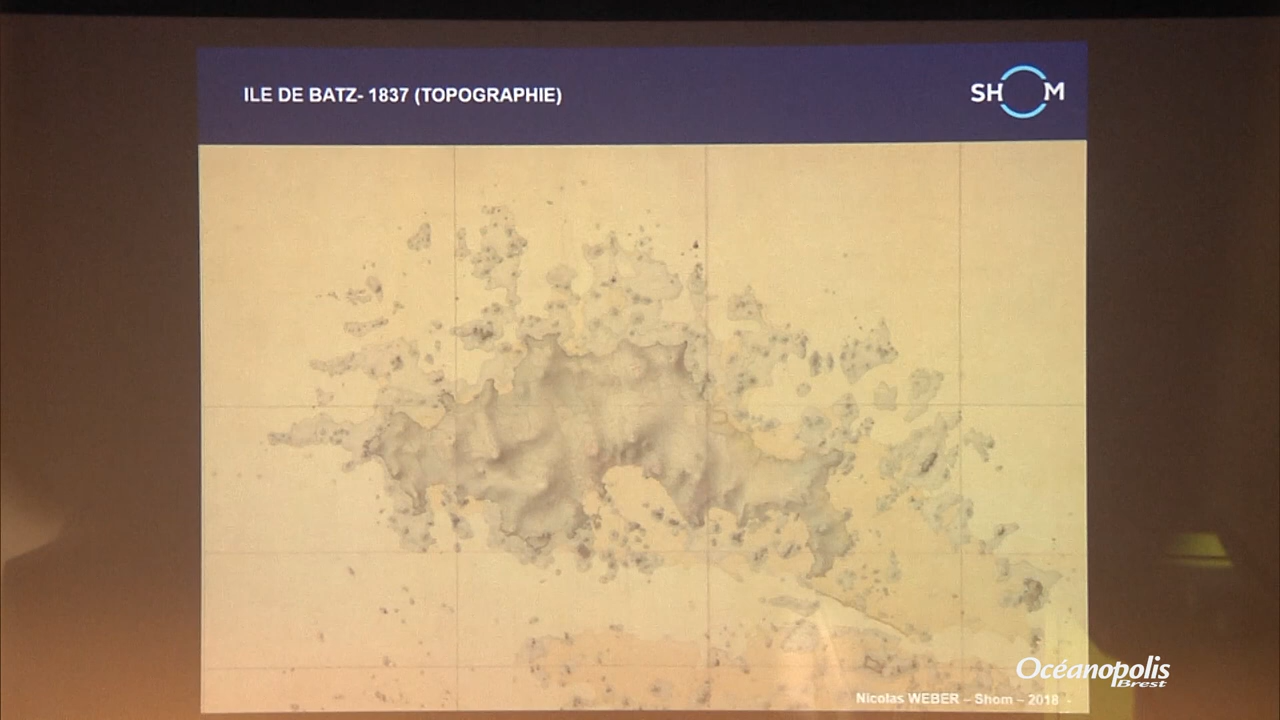 ILE DE BATZ- 1837 (TOPOGRAPHIE)
SHOM
Océanopolis
Brest
Nicolas WEBER – Shom – 2018